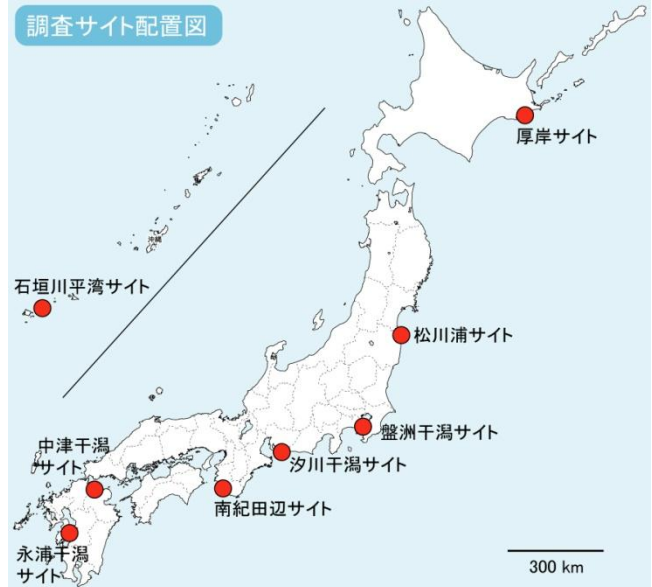 調査サイト配置図
厚岸サイト
沖縄
石垣川平湾サイト
松川浦サイト
盤洲干潟サイト
中津干潟
サイト
汐川干潟サイト
南紀田辺サイト
永浦干潟
サイト
300 km